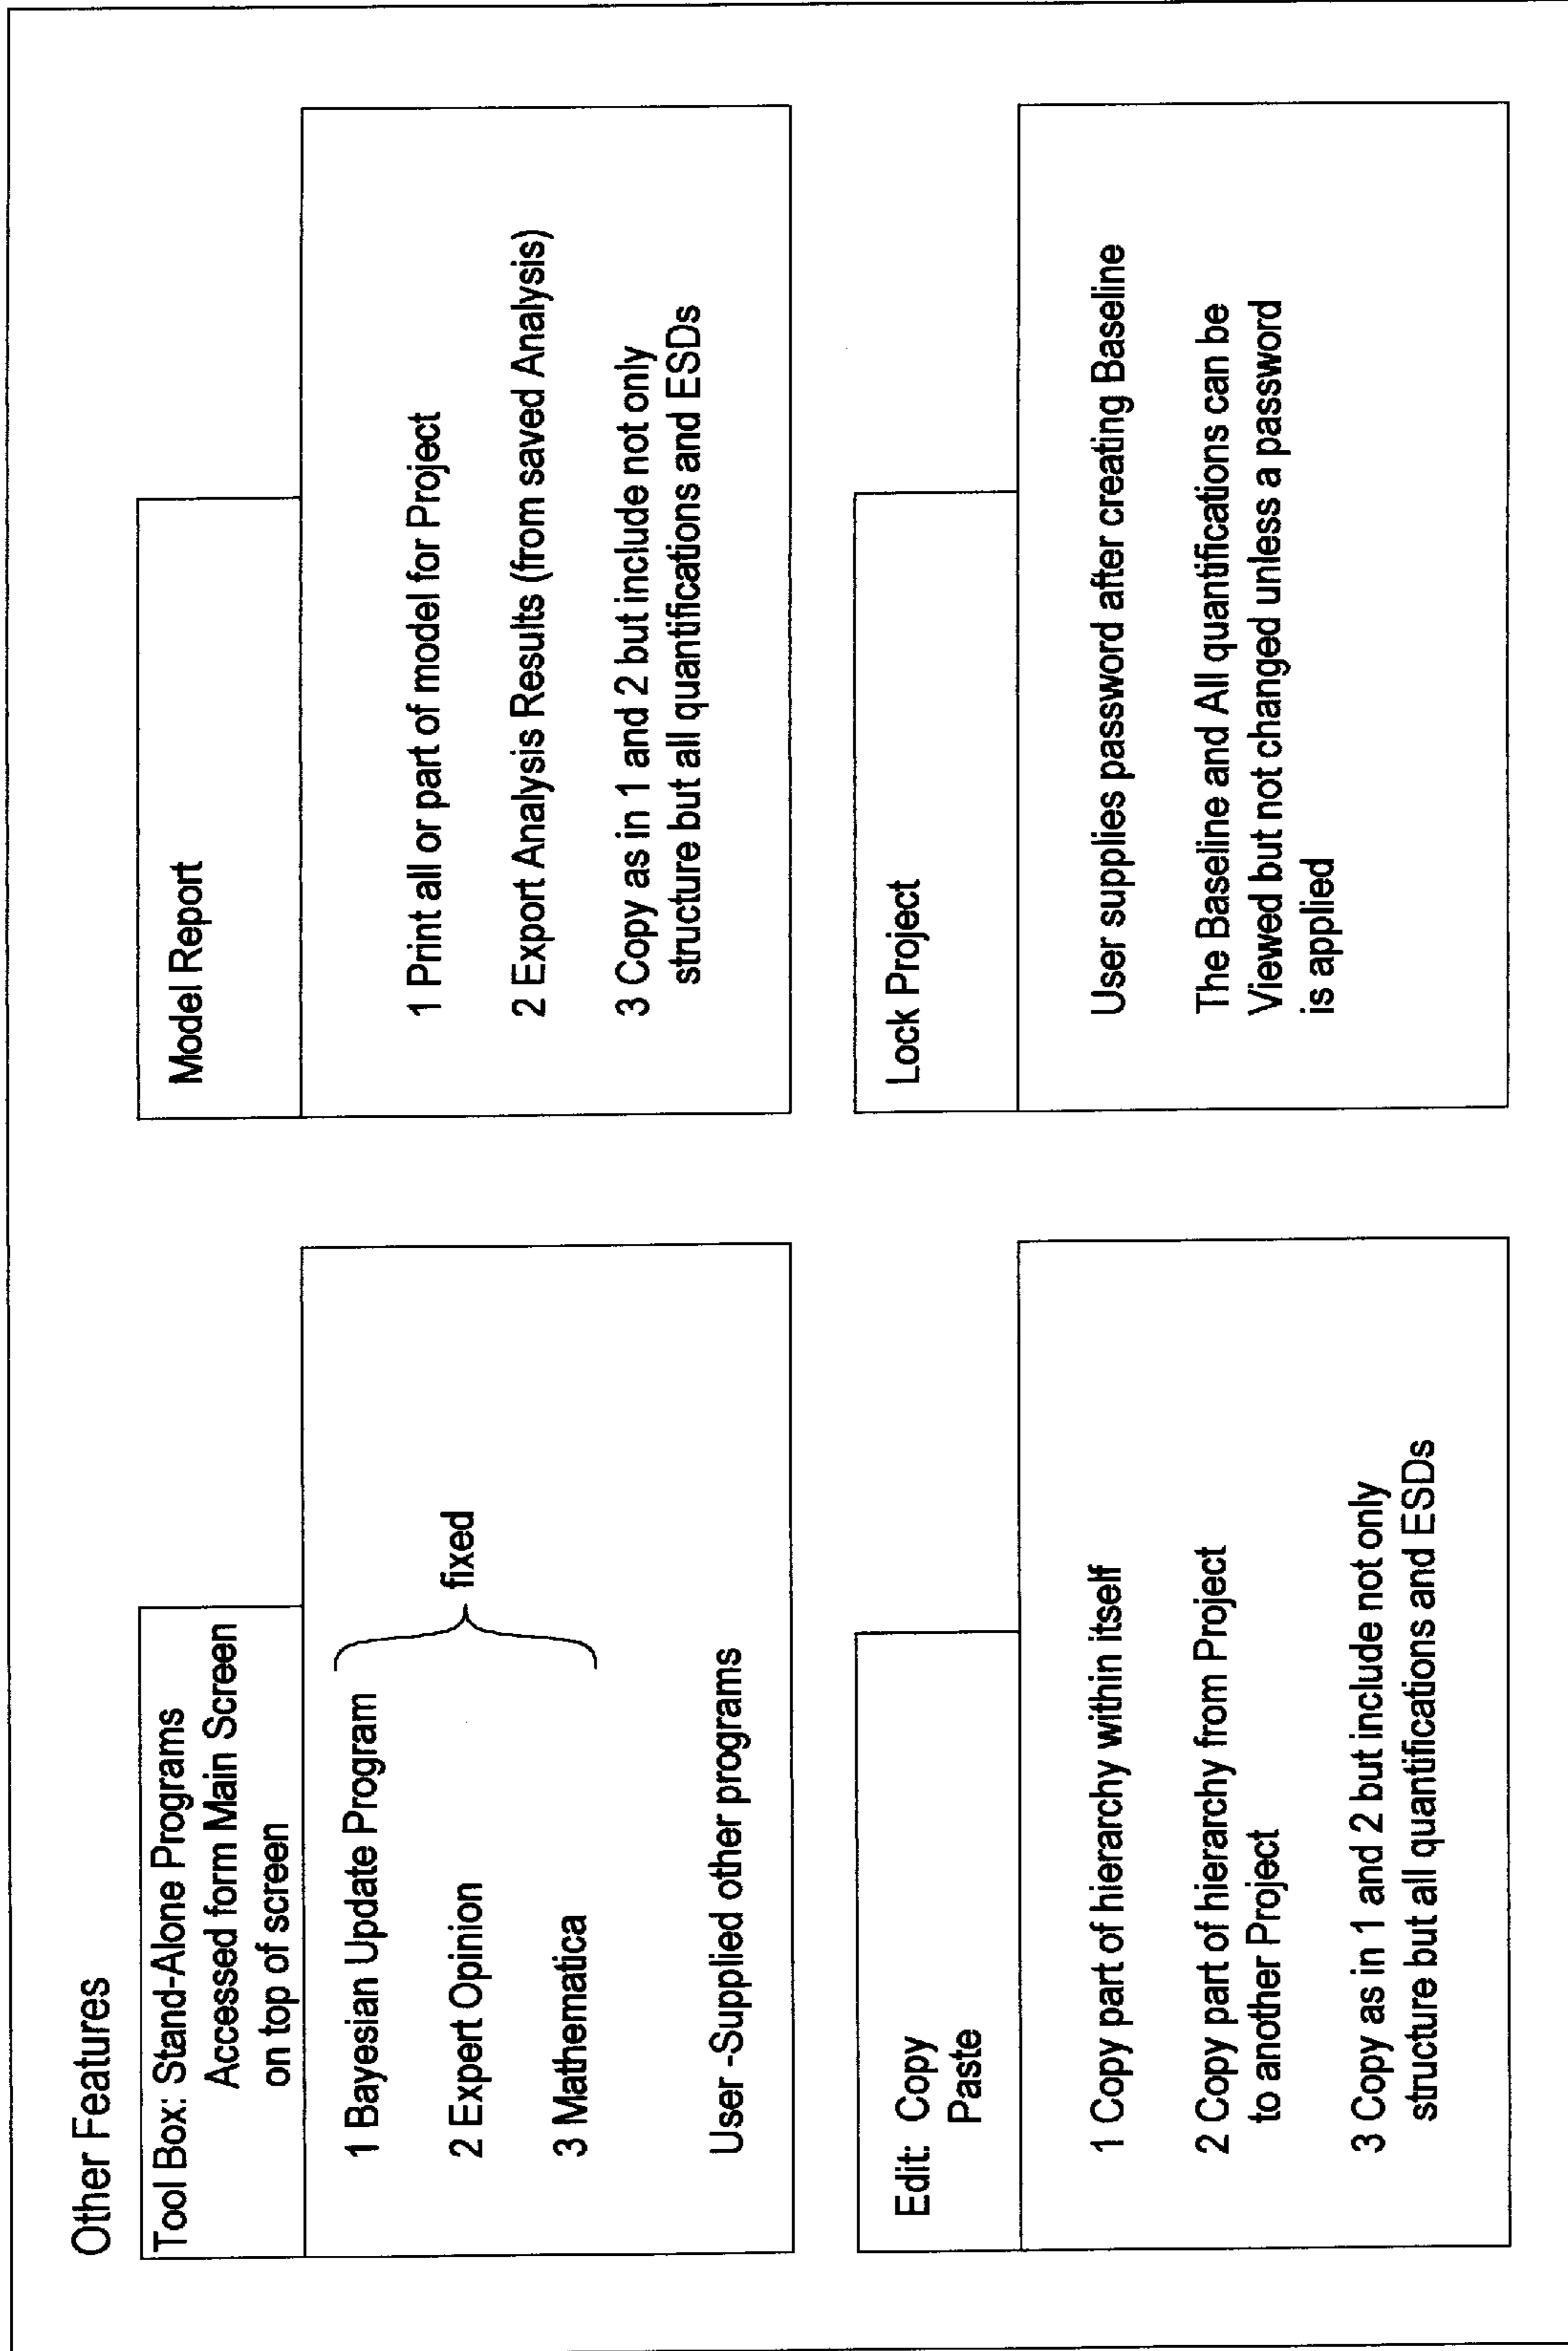 Other Features
Tool Box: Stand-Alone Programs
Accessed form Main Screen
on top of screen
1 Bayesian Update Program
2 Expert Opinion
3 Mathematica
fixed
User -Supplied other programs
Model Report
1 Print all or part of model for Project
2 Export Analysis Results (from saved Analysis)
3 Copy as in 1 and 2 but include not only
structure but all quantifications and ESDs
Edit: Copy
Paste
1 Copy part of hierarchy within itself
2 Copy part of hierarchy from Project
to another Project
3 Copy as in 1 and 2 but include not only
structure but all quantifications and ESDs
Lock Project
User supplies password after creating Baseline
The Baseline and All quantifications can be
Viewed but not changed unless a password
is applied